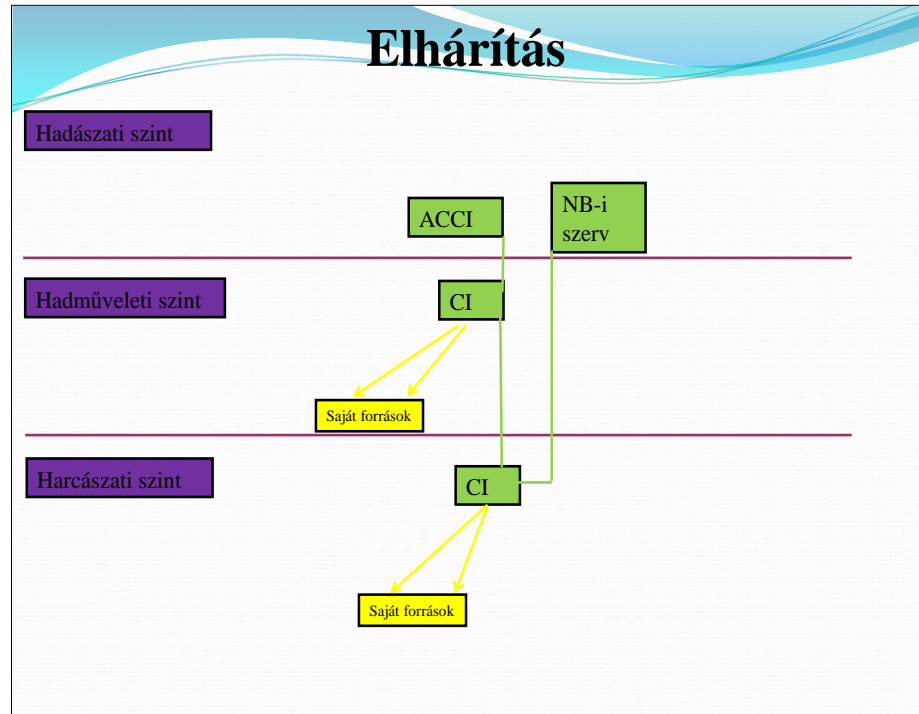 Elhárítás
Hadászati szint
ACCI
NB-i
szerv
Hadműveleti szint
CI
Saját források
Harcászati szint
CI
Saját források